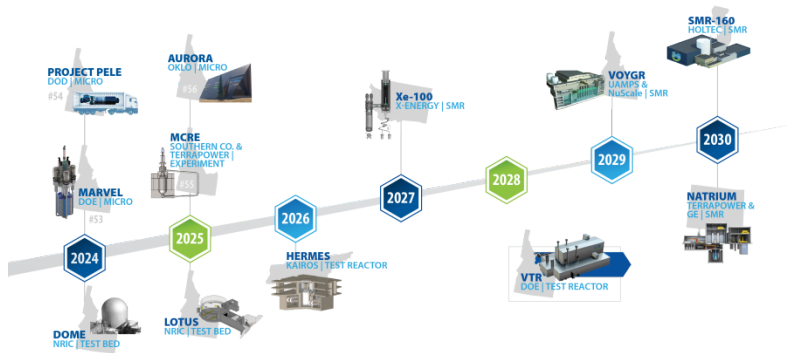 SMR-160
HOLTEC | SMR
PROJECT PELE
DOD | MICRO
#54
AURORA
OKLO | MICRO
#56
Xe-100
X-ENERGY | SMR
VOYGR
UAMPS &
NuScale | SMR
MCRE
SOUTHERN CO. &
TERRAPOWER |
EXPERIMENT
#55
MARVEL
DOE | MICRO
#53
2024
2025
2026
2027
2028
2029
2030
NATRIUM
TERRAPOWER &
GE | SMR
HERMES
KAIROS | TEST REACTOR
VTR
DOE | TEST REACTOR
DOME
NRIC | TEST BED
LOTUS
NRIC | TEST BED